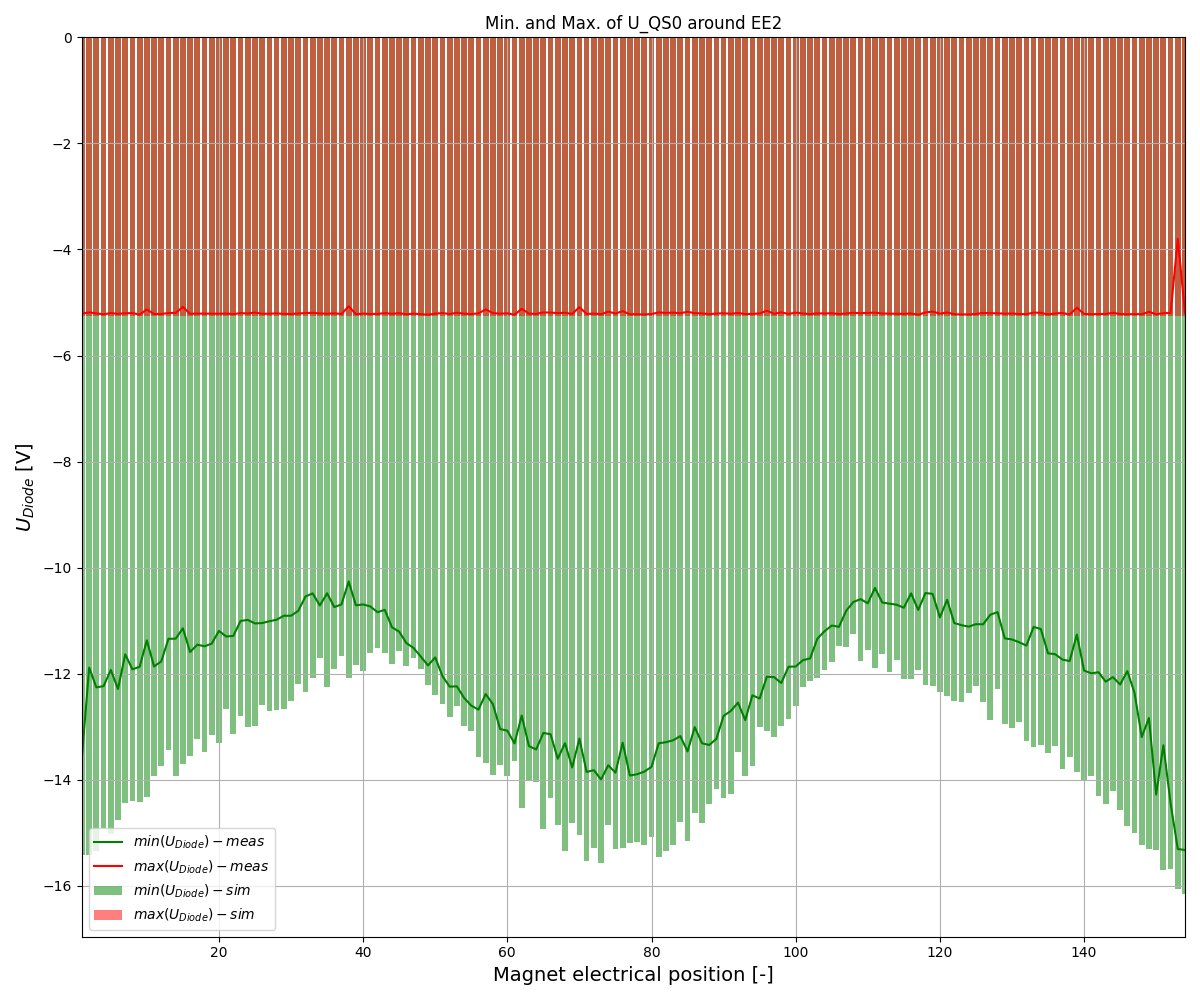 Min. and Max. of U_QS0 around EE2
0
−2
−4
−6
−8
−10
−12
−14
−16
U_Diode [V]
min(U_Diode) − meas
max(U_Diode) − meas
min(U_Diode) − sim
max(U_Diode) − sim
20 40 60 80 100 120 140
Magnet electrical position [-]